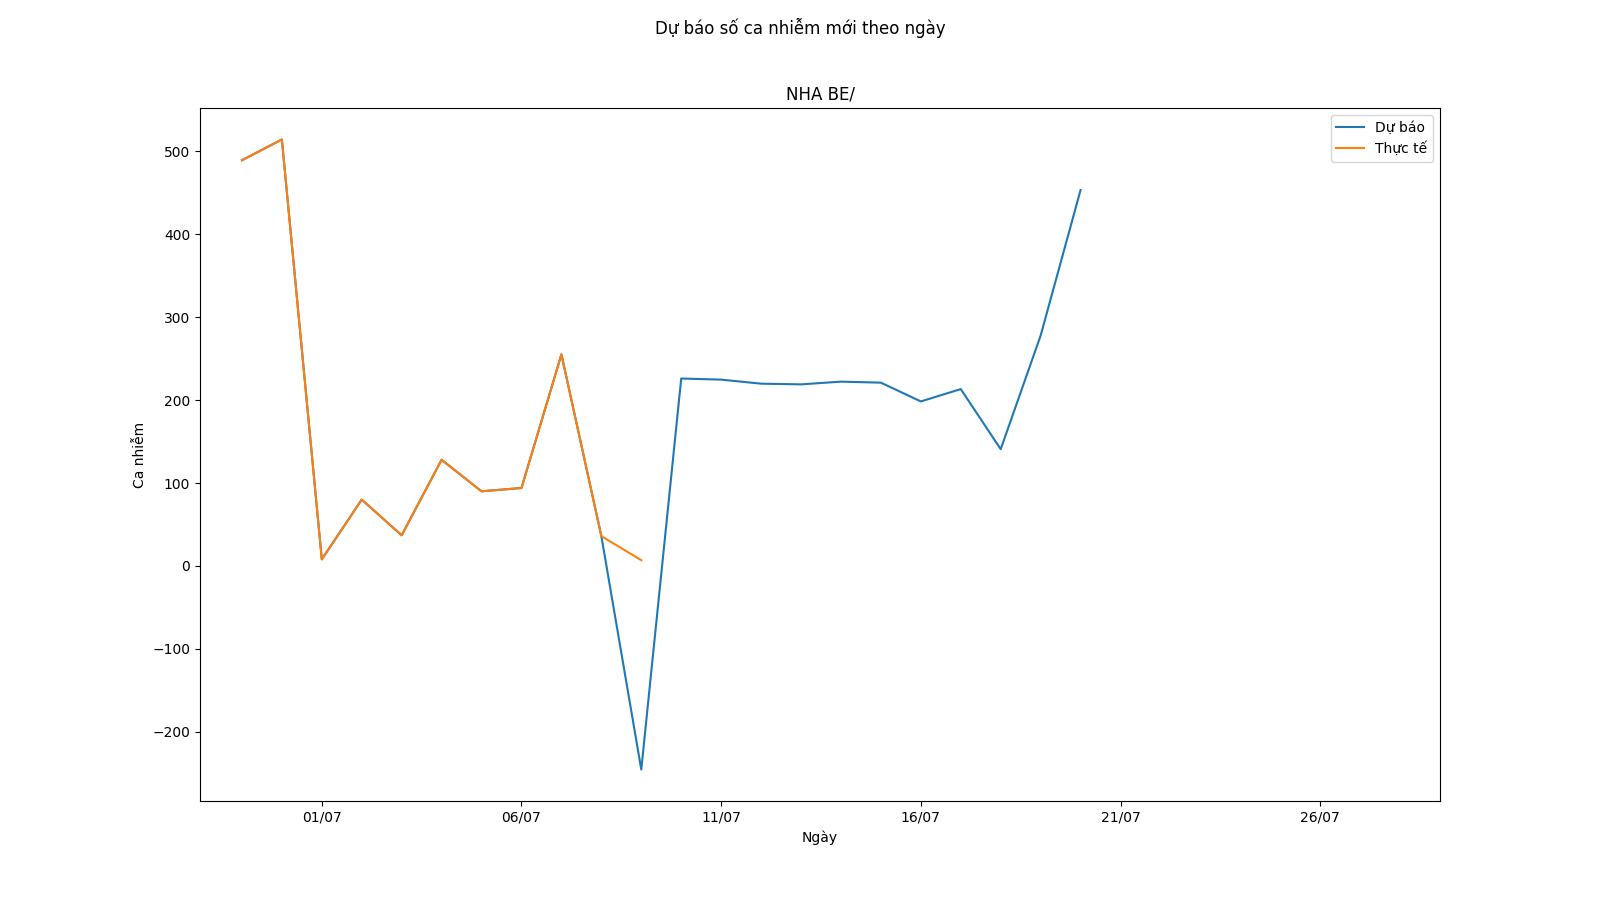 Dự báo số ca nhiễm mới theo ngày
NHA BE/
Dự báo
Thực tế
500
400
300
200
100
0
−100
−200
Ca nhiễm
01/07
06/07
11/07
16/07
21/07
26/07
Ngày